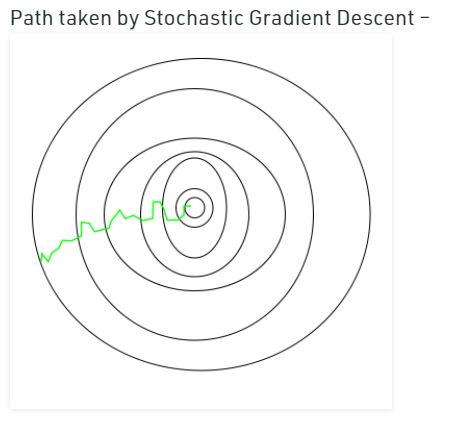 Path taken by Stochastic Gradient Descent –